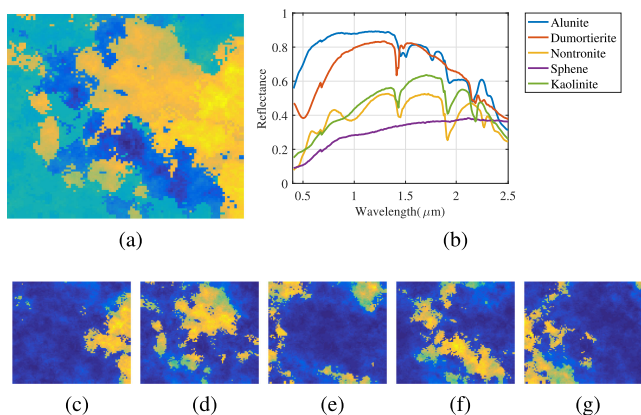 1
0.8
0.6
0.4
0.2
0
Reflectance
0.5 1 1.5 2 2.5
Wavelength(μm)
Alunite
Dumortierite
Nontronite
Sphene
Kaolinite
(a) (b)
(c) (d) (e) (f) (g)